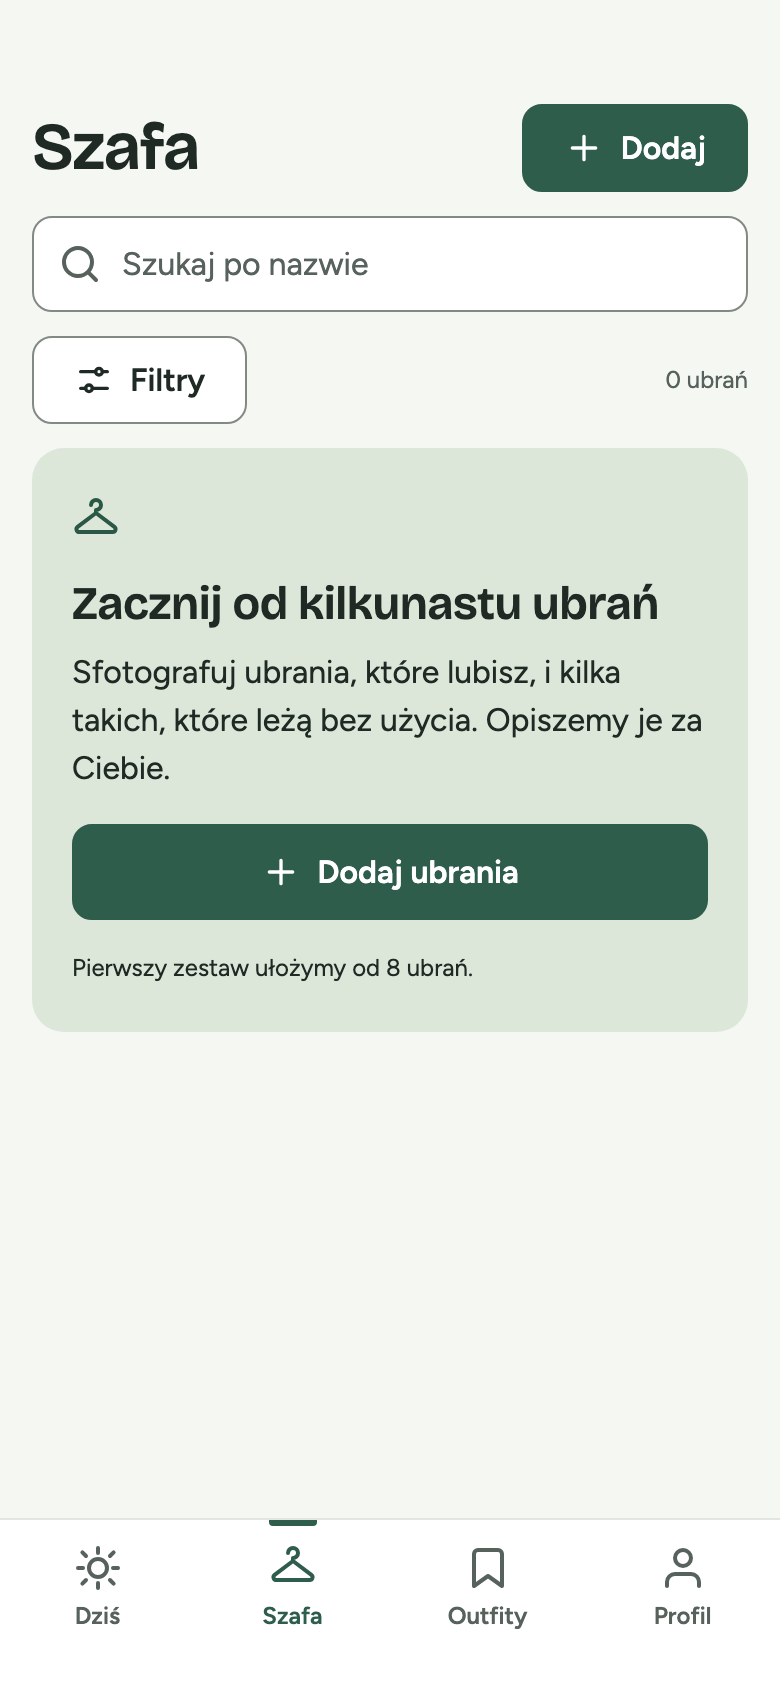 Szafa
Dodaj
Szukaj po nazwie
Filtry
0 ubrań
Zacznij od kilkunastu ubrań
Sfotografuj ubrania, które lubisz, i kilka
takich, które leżą bez użycia. Opiszemy je za
Ciebie.
Dodaj ubrania
Pierwszy zestaw ułożymy od 8 ubrań.
Dziś
Szafa
Outfity
Profil